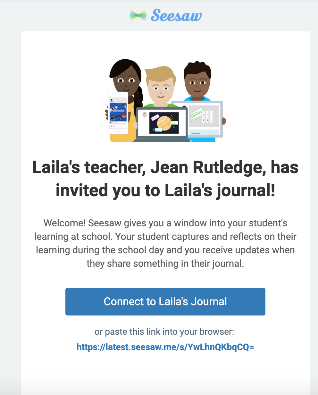 Seesaw
Laila's teacher, Jean Rutledge, has
invited you to Laila's journal!
Welcome! Seesaw gives you a window into your student's
learning at school. Your student captures and reflects on their
learning during the school day and you receive updates when
they share something in their journal.
Connect to Laila's Journal
or paste this link into your browser:
https://latest.seesaw.me/s/YwLhnQKbqCQ=